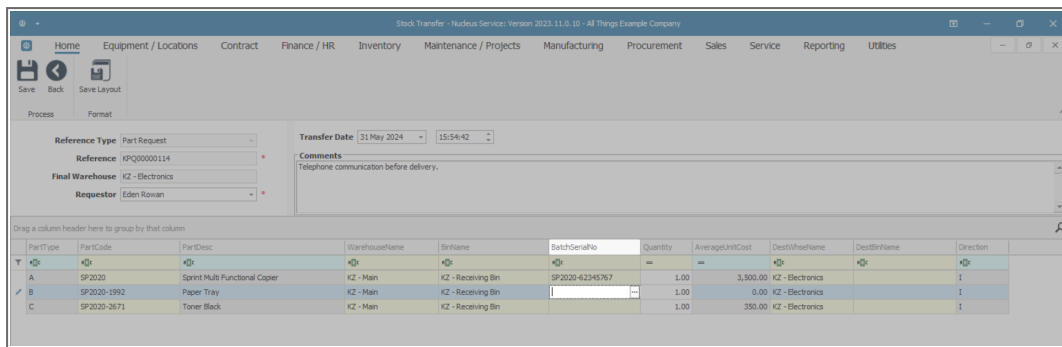 Stock Transfer - Nucleus Service: Version 2023.11.0.10 - All Things Example Company
Home Equipment / Locations Contract Finance / HR Inventory Maintenance / Projects Manufacturing Procurement Sales Service Reporting Utilities
Save Back Save Layout
Process Format
Reference Type Part Request Transfer Date 31 May 2024 15:54:42
Reference KPQ00000114 * Comments
Telephone communication before delivery.
Final Warehouse KZ - Electronics
Requestor Eden Rowan *
Drag a column header here to group by that column
PartType PartCode PartDesc WarehouseName BinName BatchSerialNo Quantity AverageUnitCost DestWhseName DestBinName Direction
= =
A SP2020 Sprint Multi Functional Copier KZ - Main KZ - Receiving Bin SP2020-62345767 1.00 3,500.00 KZ - Electronics I
B SP2020-1992 Paper Tray KZ - Main KZ - Receiving Bin ... 1.00 0.00 KZ - Electronics I
C SP2020-2671 Toner Black KZ - Main KZ - Receiving Bin 1.00 350.00 KZ - Electronics I